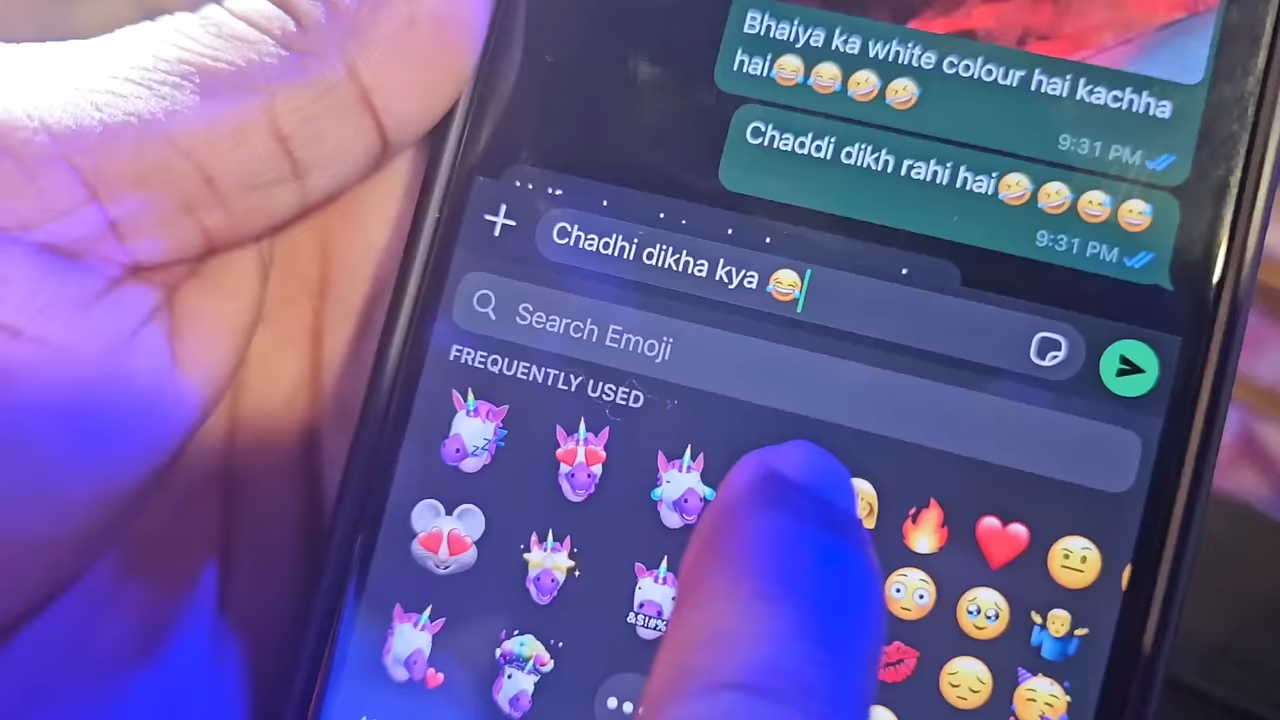 Bhaiya ka white colour hai kachha
hai😂😂🤣🤣
9:31 PM
Chaddi dikh rahi hai🤣🤣😅😅
9:31 PM
Chadhi dikha kya 😂
Search Emoji
FREQUENTLY USED
zzz
&$!#%